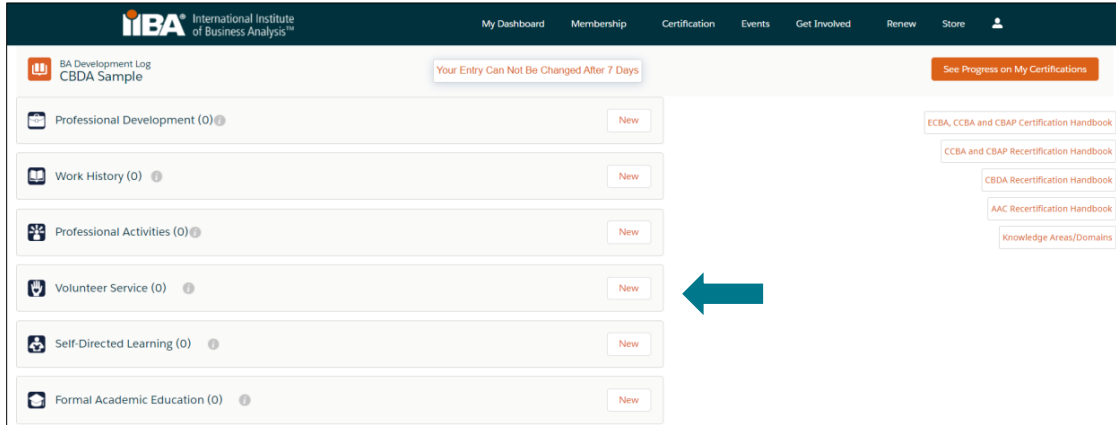 IIBA® International Institute
of Business Analysis™
My Dashboard Membership Certification Events Get Involved Renew Store
BA Development Log
CBDA Sample
Your Entry Can Not Be Changed After 7 Days
See Progress on My Certifications
Professional Development (0) New
Work History (0) New
Professional Activities (0) New
Volunteer Service (0) New
Self-Directed Learning (0) New
Formal Academic Education (0) New
ECBA, CCBA and CBAP Certification Handbook
CCBA and CBAP Recertification Handbook
CBDA Recertification Handbook
AAC Recertification Handbook
Knowledge Areas/Domains